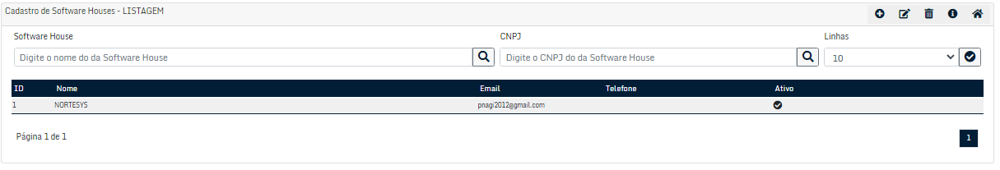 Cadastro de Software Houses - LISTAGEM
Software House CNPJ Linhas
Digite o nome do da Software House Digite o CNPJ do da Software House 10
ID Nome Email Telefone Ativo
1 NORTESYS pnagi2012@gmail.com
Página 1 de 1 1